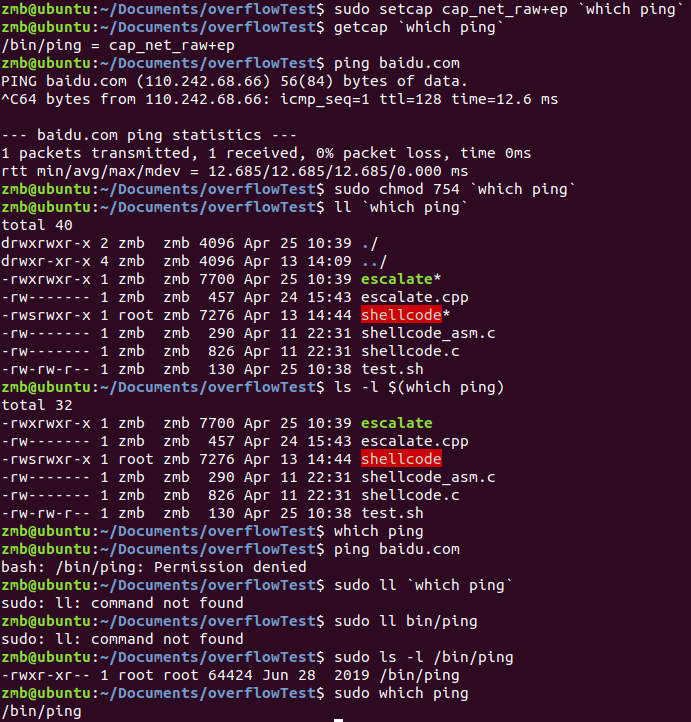 zmb@ubuntu:~/Documents/overflowTest$ sudo setcap cap_net_raw+ep `which ping`
zmb@ubuntu:~/Documents/overflowTest$ getcap `which ping`
/bin/ping = cap_net_raw+ep
zmb@ubuntu:~/Documents/overflowTest$ ping baidu.com
PING baidu.com (110.242.68.66) 56(84) bytes of data.
^C64 bytes from 110.242.68.66: icmp_seq=1 ttl=128 time=12.6 ms

--- baidu.com ping statistics ---
1 packets transmitted, 1 received, 0% packet loss, time 0ms
rtt min/avg/max/mdev = 12.685/12.685/12.685/0.000 ms
zmb@ubuntu:~/Documents/overflowTest$ sudo chmod 754 `which ping`
zmb@ubuntu:~/Documents/overflowTest$ ll `which ping`
total 40
drwxrwxr-x 2 zmb  zmb 4096 Apr 25 10:39 ./
drwxr-xr-x 4 zmb  zmb 4096 Apr 13 14:09 ../
-rwxrwxr-x 1 zmb  zmb 7700 Apr 25 10:39 escalate*
-rw------- 1 zmb  zmb  457 Apr 24 15:43 escalate.cpp
-rwsrwxr-x 1 root zmb 7276 Apr 13 14:44 shellcode*
-rw------- 1 zmb  zmb  290 Apr 11 22:31 shellcode_asm.c
-rw------- 1 zmb  zmb  826 Apr 11 22:31 shellcode.c
-rw-rw-r-- 1 zmb  zmb  130 Apr 25 10:38 test.sh
zmb@ubuntu:~/Documents/overflowTest$ ls -l $(which ping)
total 32
-rwxrwxr-x 1 zmb  zmb 7700 Apr 25 10:39 escalate
-rw------- 1 zmb  zmb  457 Apr 24 15:43 escalate.cpp
-rwsrwxr-x 1 root zmb 7276 Apr 13 14:44 shellcode
-rw------- 1 zmb  zmb  290 Apr 11 22:31 shellcode_asm.c
-rw------- 1 zmb  zmb  826 Apr 11 22:31 shellcode.c
-rw-rw-r-- 1 zmb  zmb  130 Apr 25 10:38 test.sh
zmb@ubuntu:~/Documents/overflowTest$ which ping
zmb@ubuntu:~/Documents/overflowTest$ ping baidu.com
bash: /bin/ping: Permission denied
zmb@ubuntu:~/Documents/overflowTest$ sudo ll `which ping`
sudo: ll: command not found
zmb@ubuntu:~/Documents/overflowTest$ sudo ll bin/ping
sudo: ll: command not found
zmb@ubuntu:~/Documents/overflowTest$ sudo ls -l /bin/ping
-rwxr-xr-- 1 root root 64424 Jun 28  2019 /bin/ping
zmb@ubuntu:~/Documents/overflowTest$ sudo which ping
/bin/ping